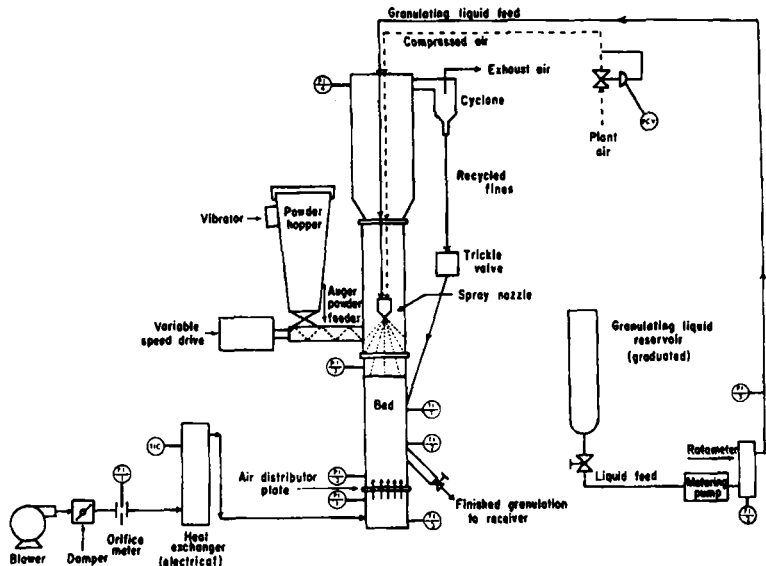 Granulating liquid feed
Compressed air
Exhaust air
Cyclone
PCV
Plant
air
Recycled
fines
Vibrator
Powder
hopper
Trickle
valve
Auger
powder
feeder
Spray nozzle
Variable
speed drive
Granulating liquid
reservoir
(graduated)
Bed
TIC
Air distributor
plate
Rotameter
Liquid feed
Metering
pump
Finished granulation
to receiver
Blower
Damper
Orifice
meter
Heat
exchanger
(electrical)